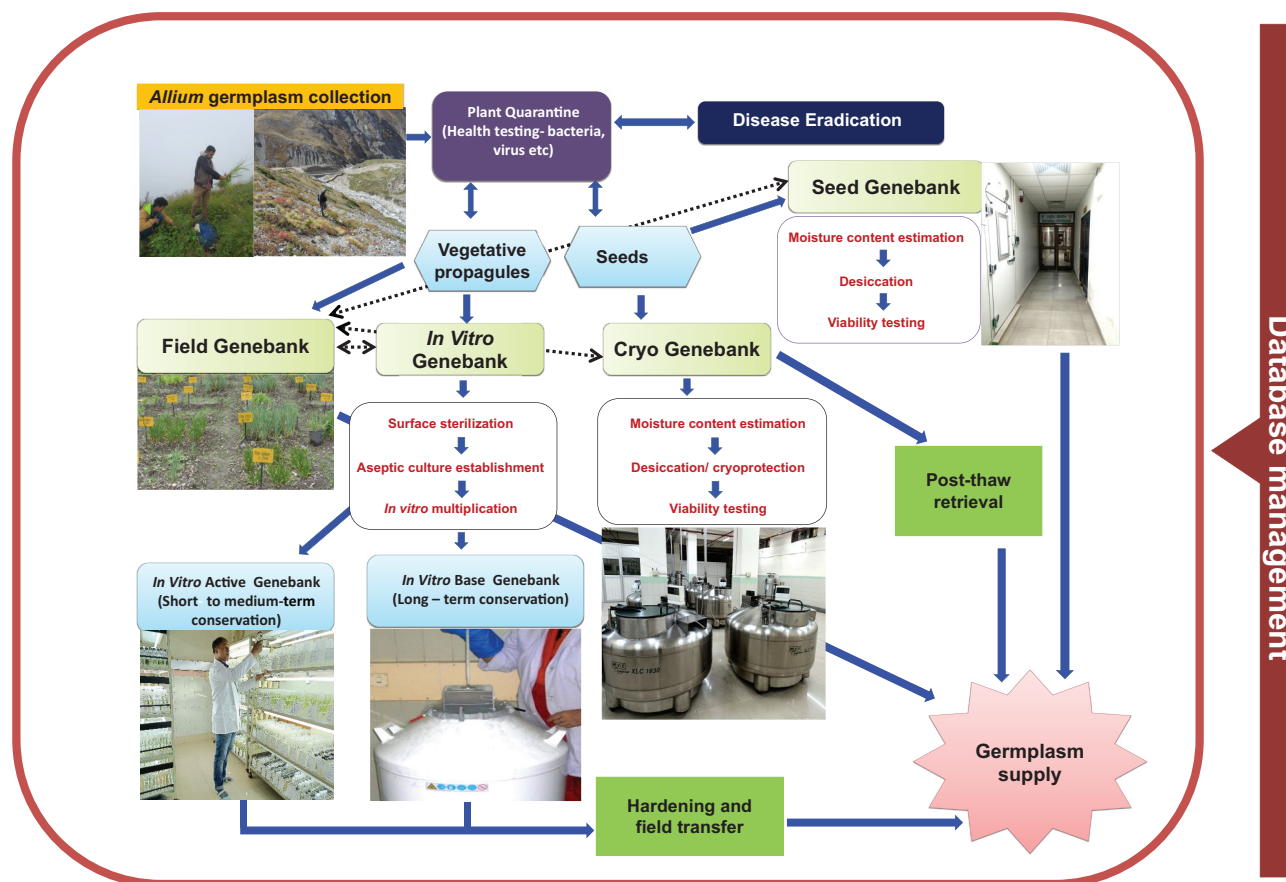 Allium germplasm collection
Plant Quarantine
(Health testing- bacteria,
virus etc)
Disease Eradication
Seed Genebank
Moisture content estimation
Desiccation
Viability testing
Vegetative
propagules
Seeds
Field Genebank
In Vitro
Genebank
Cryo Genebank
Surface sterilization
Aseptic culture establishment
In vitro multiplication
Moisture content estimation
Desiccation/ cryoprotection
Viability testing
Post-thaw
retrieval
In Vitro Active Genebank
(Short to medium-term
conservation)
In Vitro Base Genebank
(Long – term conservation)
XLC 1830
Germplasm
supply
Hardening and
field transfer
Database management